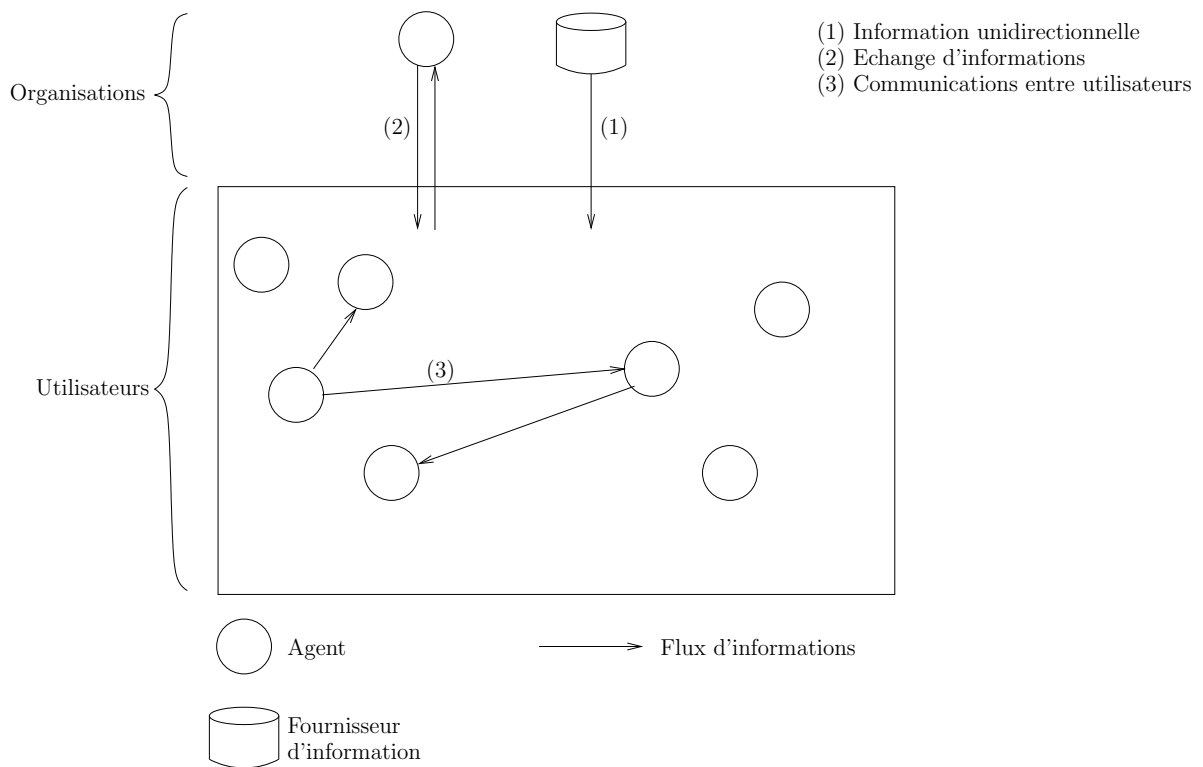 (1) Information unidirectionnelle
(2) Echange d'informations
(3) Communications entre utilisateurs
Organisations
(2)
(1)
(3)
Utilisateurs
Agent
Flux d'informations
Fournisseur
d'information